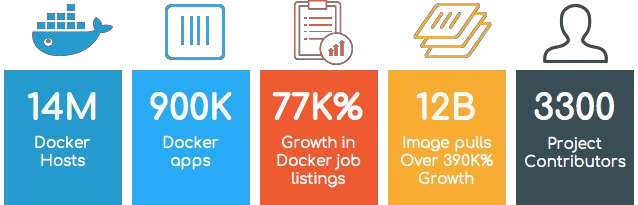 14M
Docker
Hosts
900K
Docker
apps
77K%
Growth in
Docker job
listings
12B
Image pulls
Over 390K%
Growth
3300
Project
Contributors